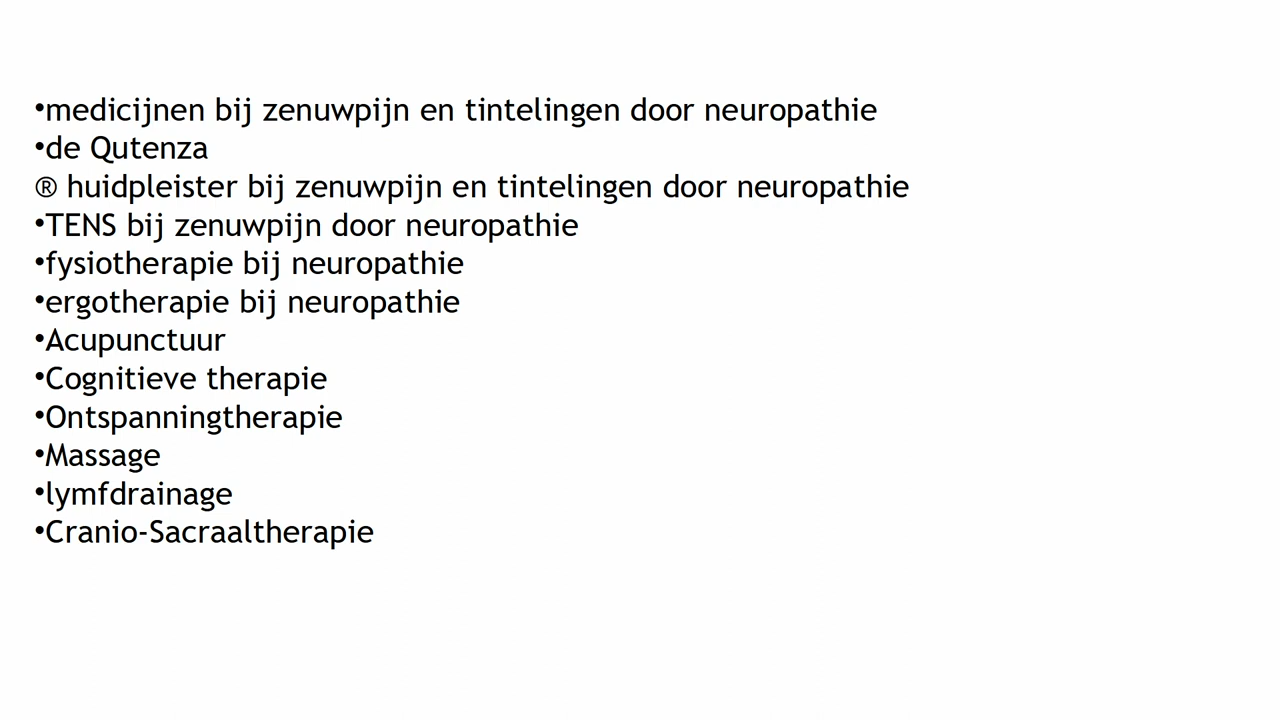 •medicijnen bij zenuwpijn en tintelingen door neuropathie
•de Qutenza
® huidpleister bij zenuwpijn en tintelingen door neuropathie
•TENS bij zenuwpijn door neuropathie
•fysiotherapie bij neuropathie
•ergotherapie bij neuropathie
•Acupunctuur
•Cognitieve therapie
•Ontspanningtherapie
•Massage
•lymfdrainage
•Cranio-Sacraaltherapie